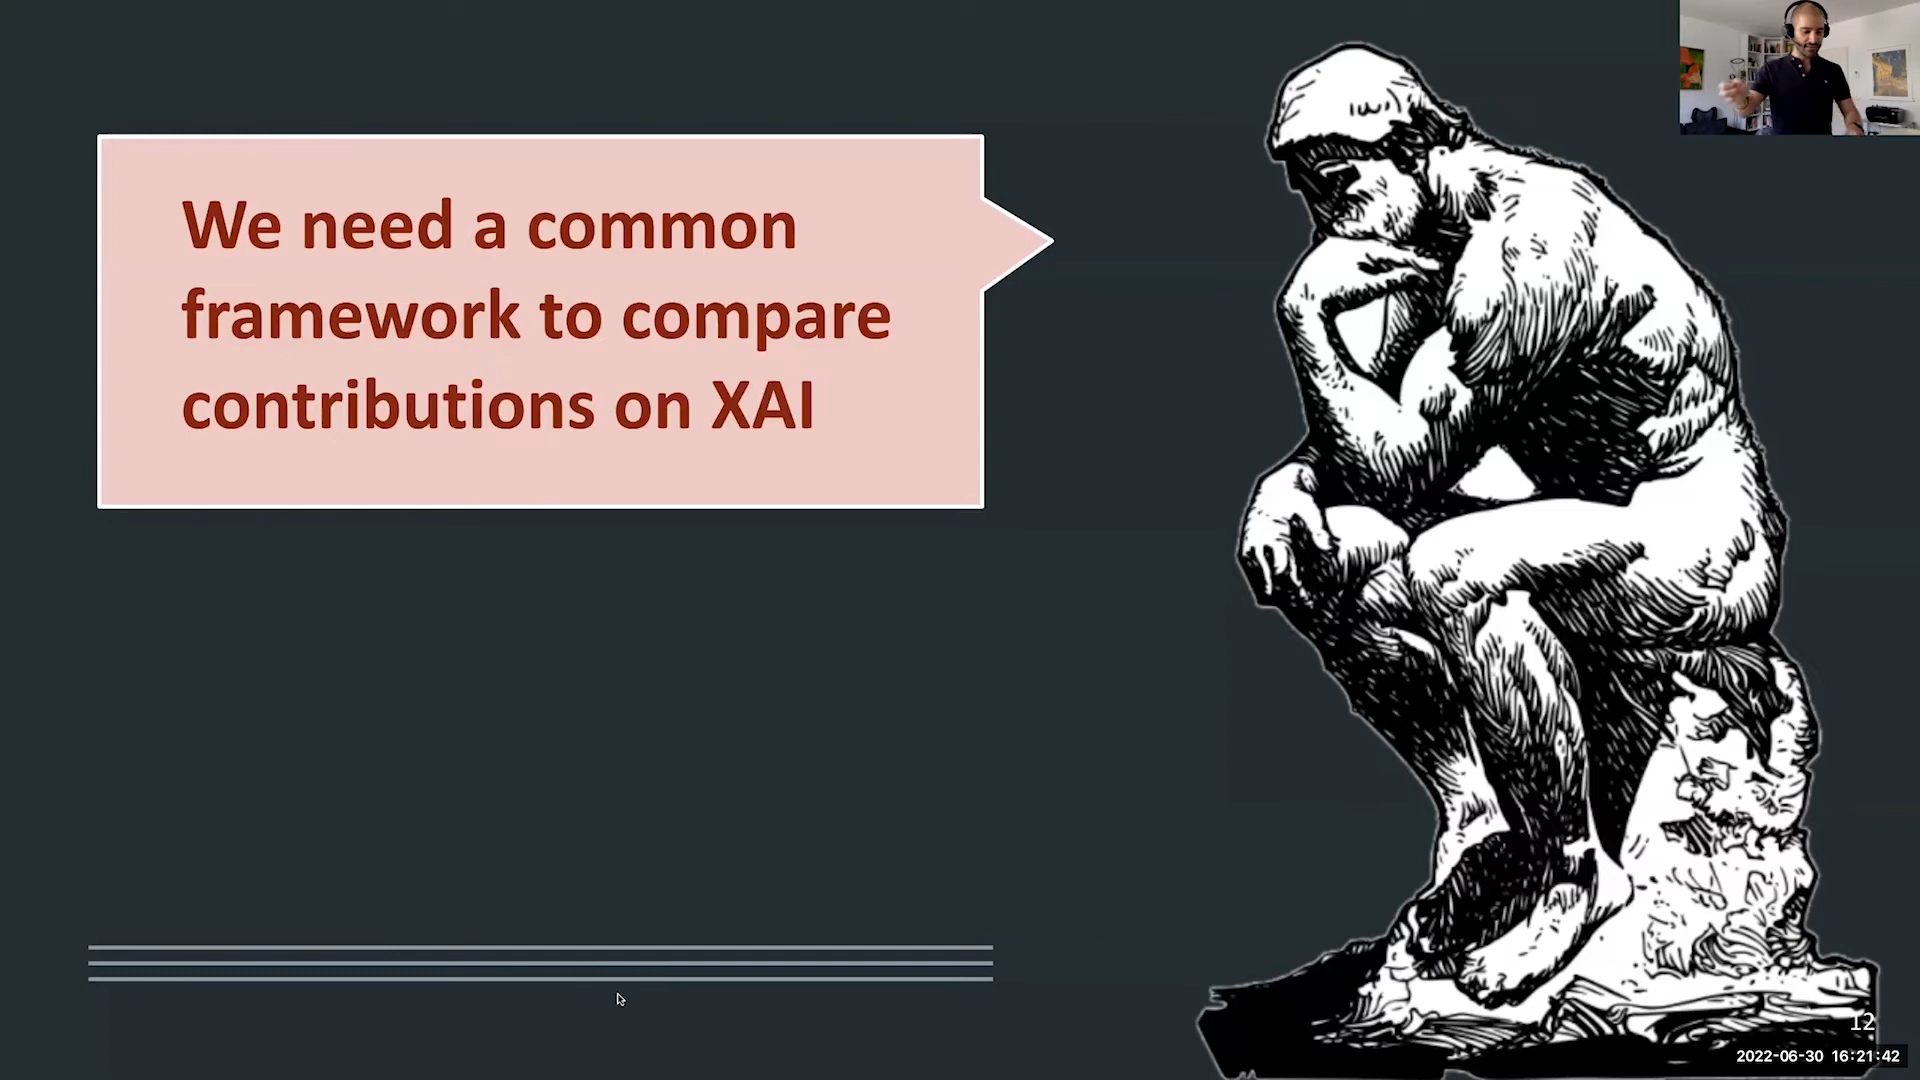 We need a common
framework to compare
contributions on XAI
12
2022-06-30 16:21:42